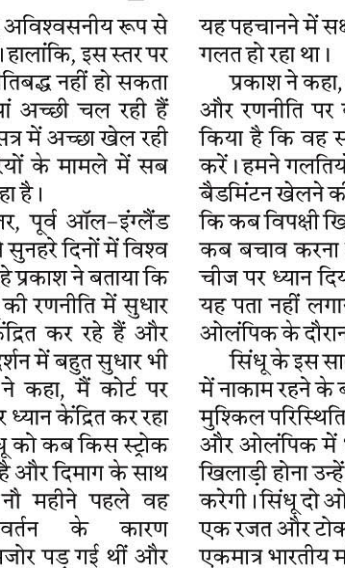 अविश्वसनीय रूप से
। हालांकि, इस स्तर पर
तिबद्ध नहीं हो सकता
यां अच्छी चल रही हैं
सत्र में अच्छा खेल रही
रयों के मामले में सब
हा है।
नर, पूर्व ऑल-इंग्लैंड
सुनहरे दिनों में विश्व
हे प्रकाश ने बताया कि
की रणनीति में सुधार
केंद्रित कर रहे हैं और
दर्शन में बहुत सुधार भी
ने कहा, मैं कोर्ट पर
र ध्यान केंद्रित कर रहा
धू को कब किस स्ट्रोक
है और दिमाग के साथ
नौ महीने पहले वह
वर्तन के कारण
मजोर पड़ गई थीं और
यह पहचानने में सक्ष
गलत हो रहा था।
प्रकाश ने कहा,
और रणनीति पर
किया है कि वह स
करें। हमने गलतियो
बैडमिंटन खेलने की
कि कब विपक्षी खि
कब बचाव करना
चीज पर ध्यान दिय
यह पता नहीं लगा
ओलंपिक के दौरान
सिंधू के इस सा
में नाकाम रहने के ब
मुश्किल परिस्थिति
और ओलंपिक में
खिलाड़ी होना उन्हें
करेगी। सिंधू दो ओ
एक रजत और टोक
एकमात्र भारतीय म